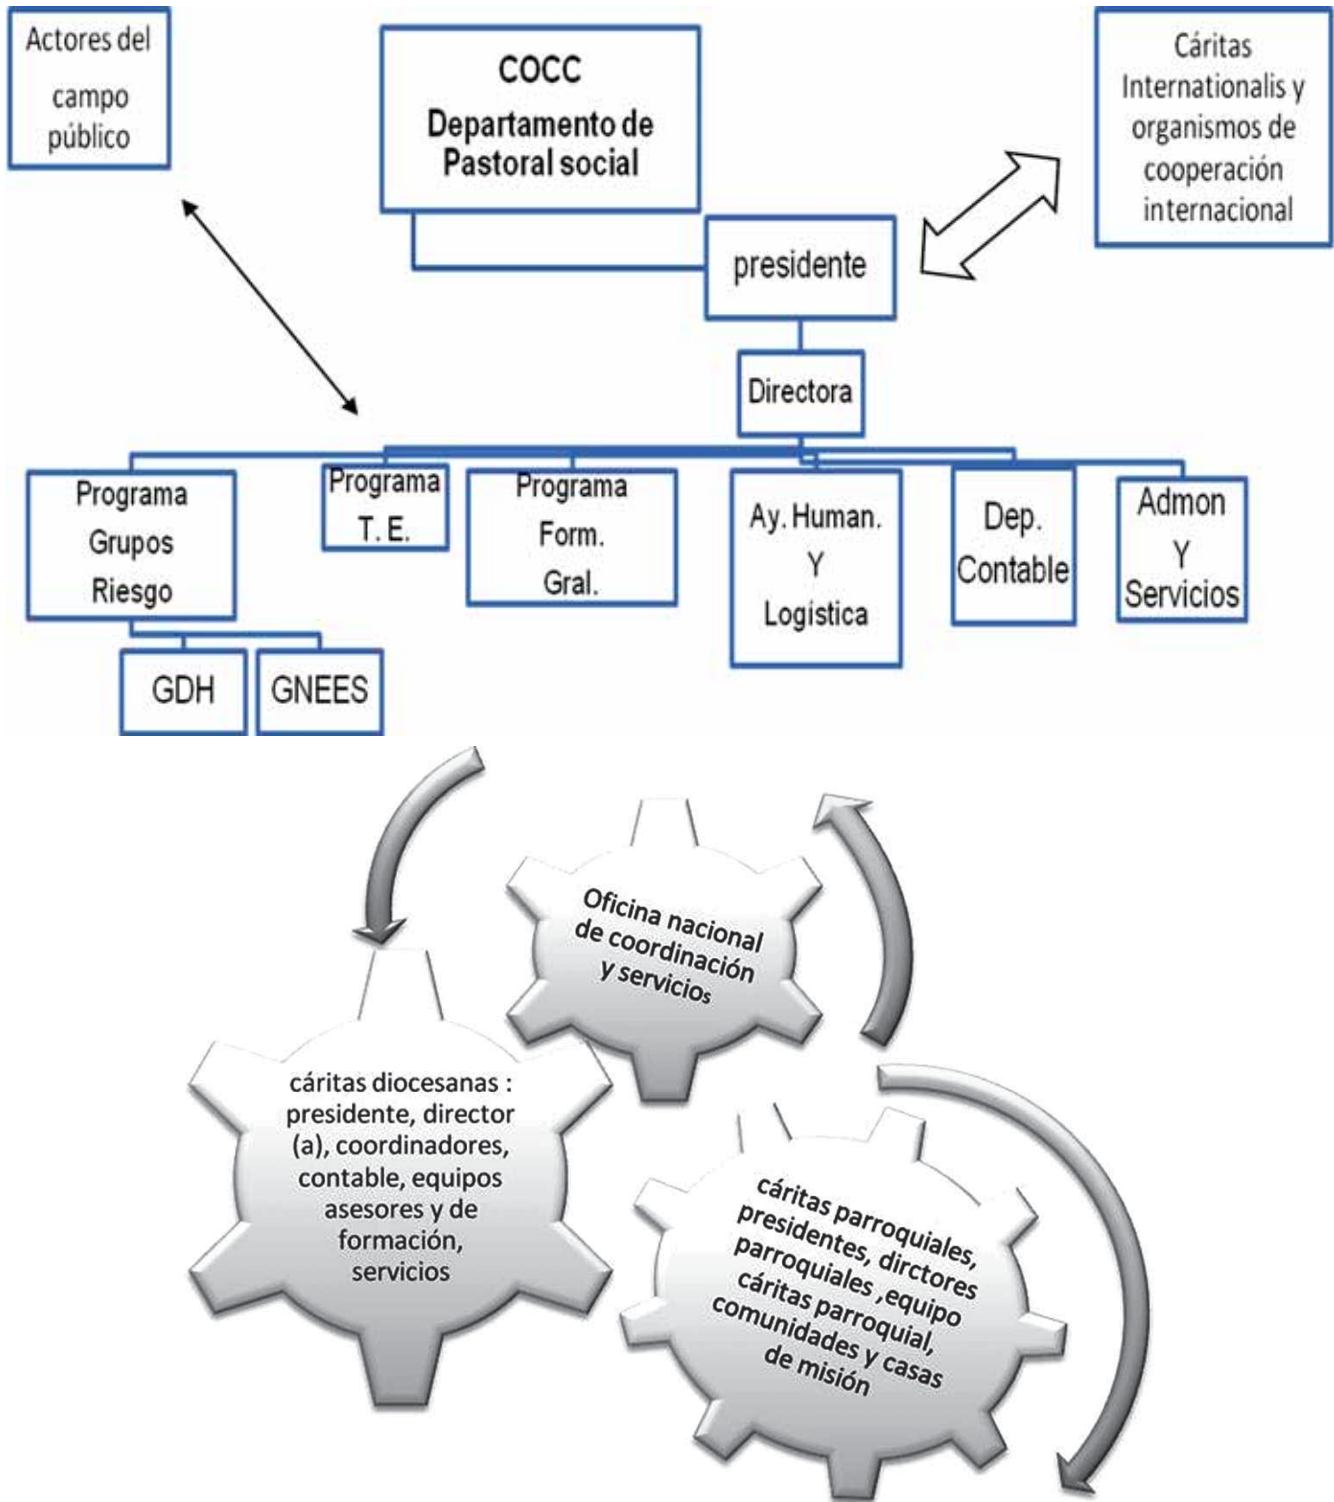 Actores del
campo
público
COCC
Departamento de
Pastoral social
Cáritas
Internationalis y
organismos de
cooperación
internacional
presidente
Directora
Programa
Grupos
Riesgo
Programa
T. E.
Programa
Form.
Gral.
Ay. Human.
Y
Logística
Dep.
Contable
Admon
Y
Servicios
GDH
GNEES
Oficina nacional
de coordinación
y servicios
cáritas diocesanas :
presidente, director
(a), coordinadores,
contable, equipos
asesores y de
formación,
servicios
cáritas parroquiales,
presidentes, dirctores
parroquiales ,equipo
cáritas parroquial,
comunidades y casas
de misión